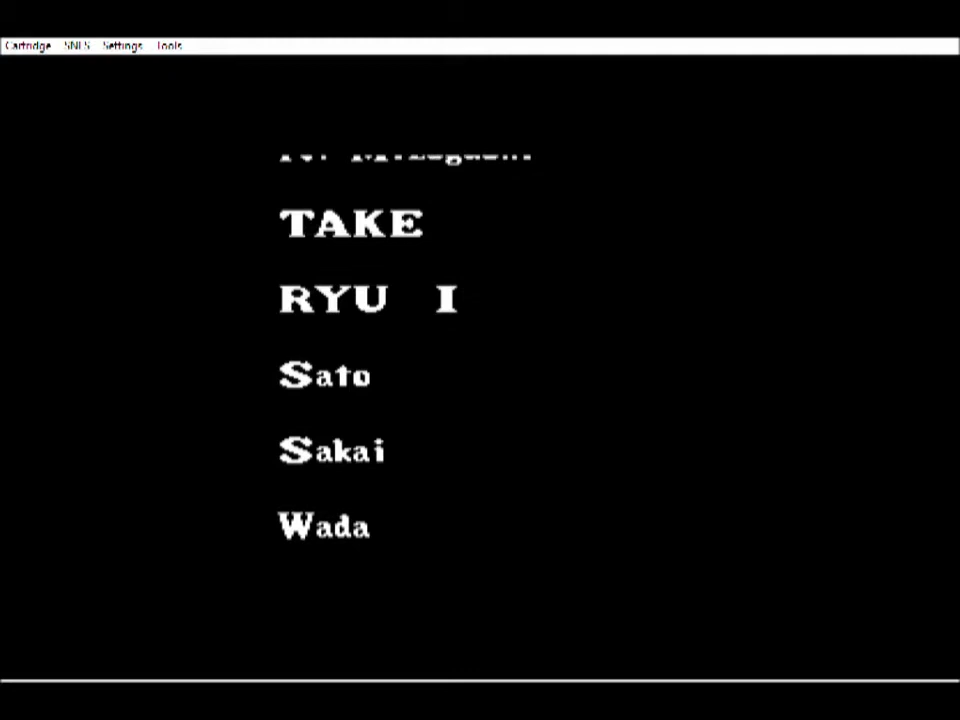 Cartridge SNES Settings Tools
TAKE
RYU I
Sato
Sakai
Wada